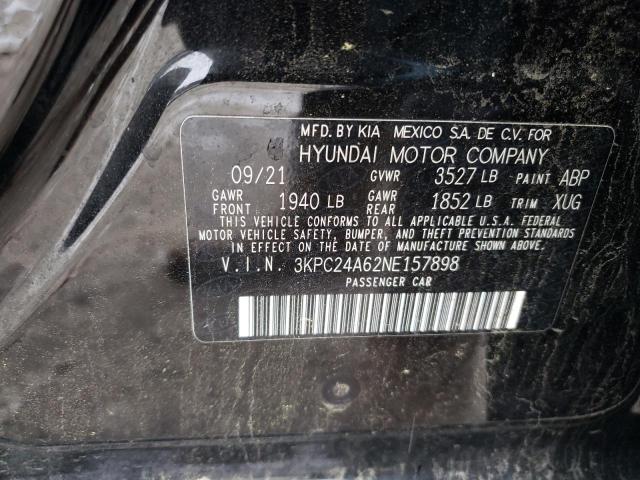 MFD. BY KIA MEXICO S.A. DE C.V. FOR
HYUNDAI MOTOR COMPANY
09/21 GVWR 3527 LB PAINT ABP
GAWR FRONT 1940 LB GAWR REAR 1852 LB TRIM XUG
THIS VEHICLE CONFORMS TO ALL APPLICABLE U.S.A. FEDERAL
MOTOR VEHICLE SAFETY, BUMPER, AND THEFT PREVENTION STANDARDS
IN EFFECT ON THE DATE OF MANUFACTURE SHOWN ABOVE.
V.I.N. 3KPC24A62NE157898
PASSENGER CAR